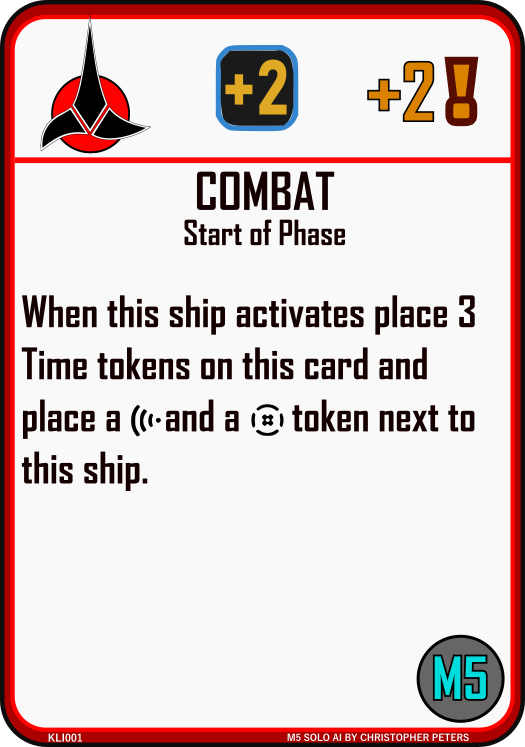 +2 +2!
COMBAT
Start of Phase
When this ship activates place 3
Time tokens on this card and
place a and a token next to
this ship.
M5
KLI001 M5 SOLO AI BY CHRISTOPHER PETERS